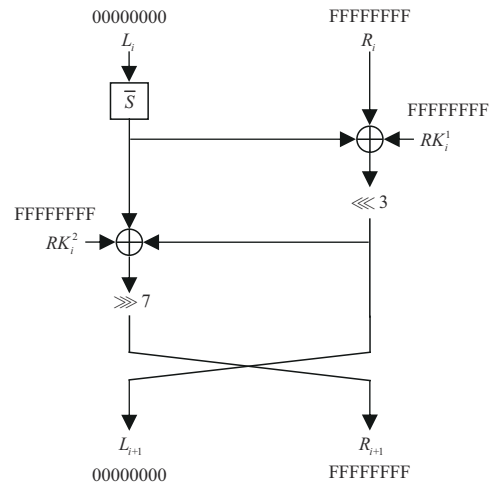 00000000 FFFFFFFF
L_i R_i
S̅
FFFFFFFF
RK_i^1
⋘ 3
FFFFFFFF
RK_i^2
⋙ 7
L_{i+1} R_{i+1}
00000000 FFFFFFFF